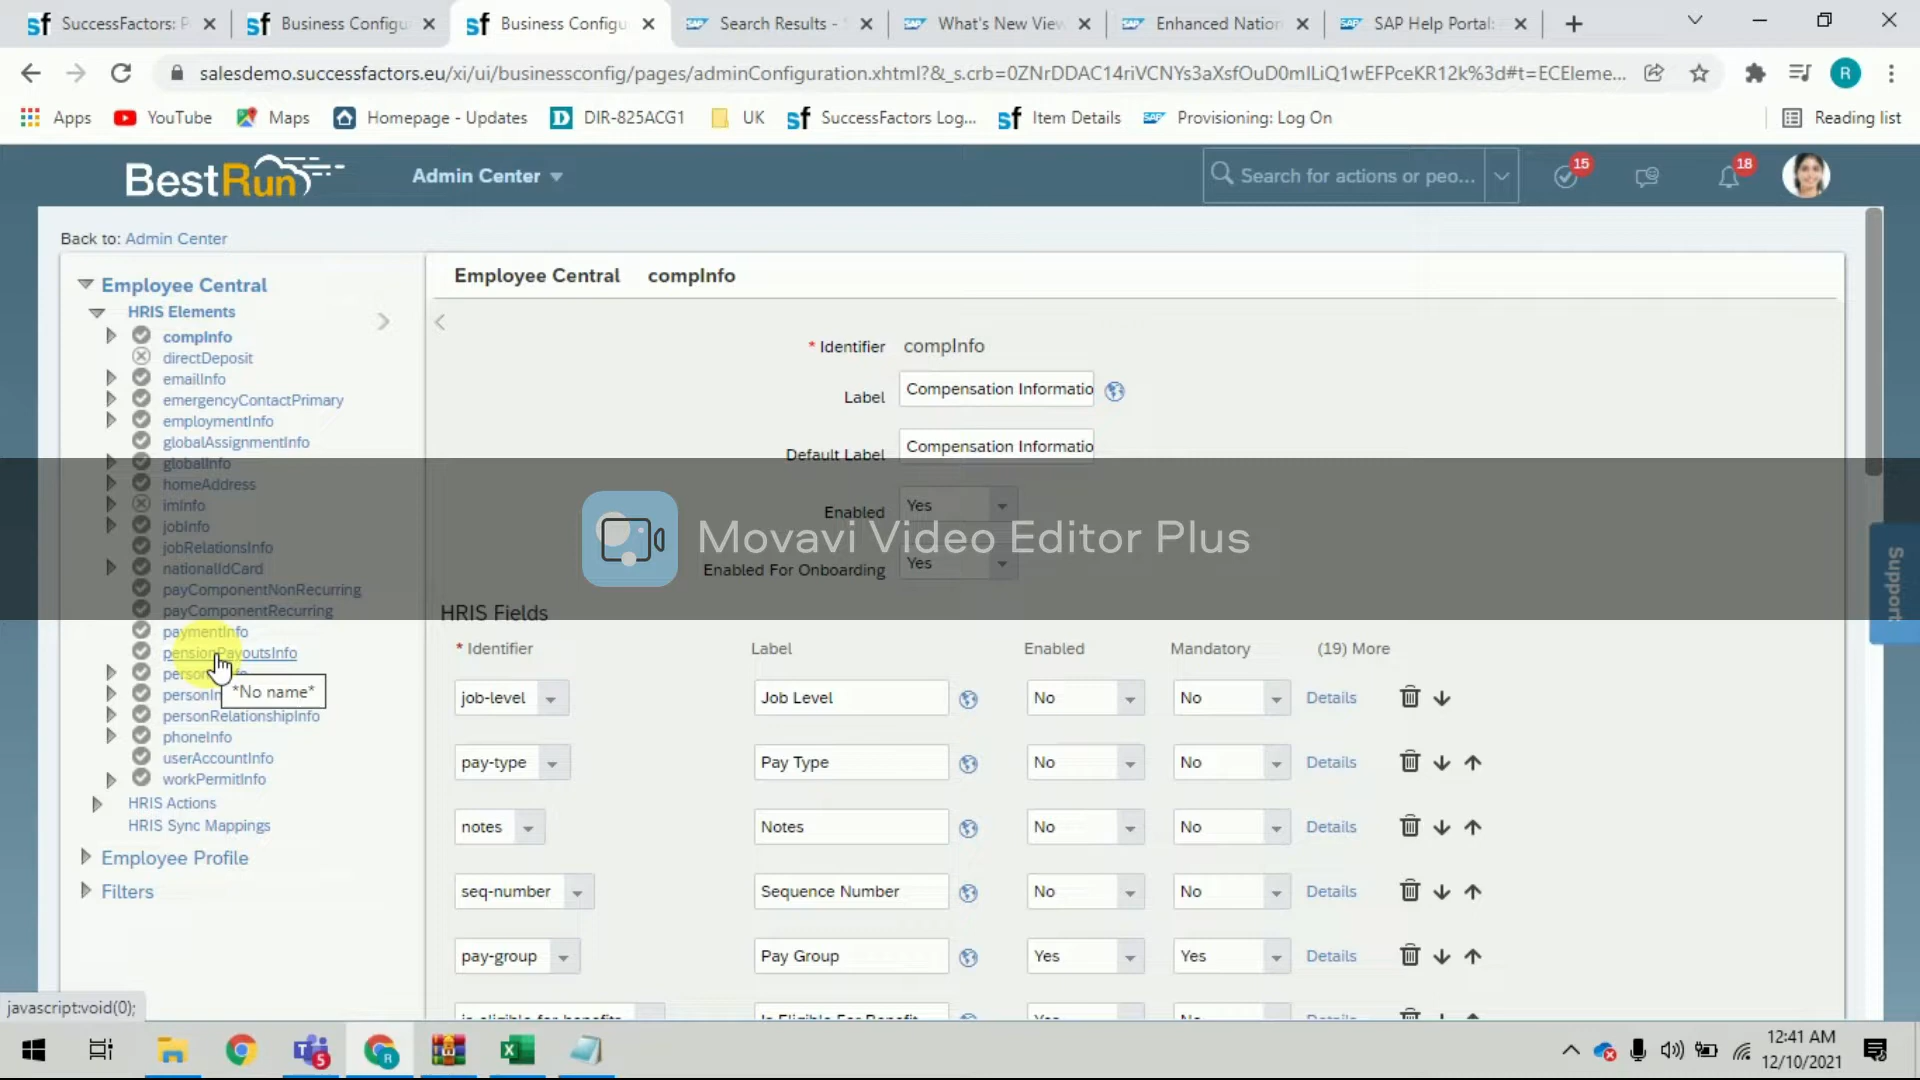 SuccessFactors: P
Business Configu
Business Configu
Search Results -
What's New View
Enhanced Nation
SAP Help Portal:
salesdemo.successfactors.eu/xi/ui/businessconfig/pages/adminConfiguration.xhtml?&_s.crb=0ZNrDDAC14riVCNYs3aXsfOuD0mILiQ1wEFPceKR12k%3d#t=ECEleme...
R
Apps
YouTube
Maps
Homepage - Updates
DIR-825ACG1
UK
SuccessFactors Log...
Item Details
Provisioning: Log On
Reading list
BestRun
Admin Center
Search for actions or peo...
15
18
Back to: Admin Center
Employee Central
HRIS Elements
compInfo
directDeposit
emailInfo
emergencyContactPrimary
employmentInfo
globalAssignmentInfo
globalInfo
homeAddress
imInfo
jobInfo
jobRelationsInfo
nationalIdCard
payComponentNonRecurring
payComponentRecurring
paymentInfo
pensionPayoutsInfo
*No name*
personRelationshipInfo
phoneInfo
userAccountInfo
workPermitInfo
HRIS Actions
HRIS Sync Mappings
Employee Profile
Filters
Employee Central compInfo
* Identifier compInfo
Label Compensation Informatio
Default Label Compensation Informatio
Enabled Yes
Enabled For Onboarding Yes
Movavi Video Editor Plus
HRIS Fields
* Identifier Label Enabled Mandatory (19) More
job-level Job Level No No Details
pay-type Pay Type No No Details
notes Notes No No Details
seq-number Sequence Number No No Details
pay-group Pay Group Yes Yes Details
Support
javascript:void(0);
5
R
12:41 AM
12/10/2021